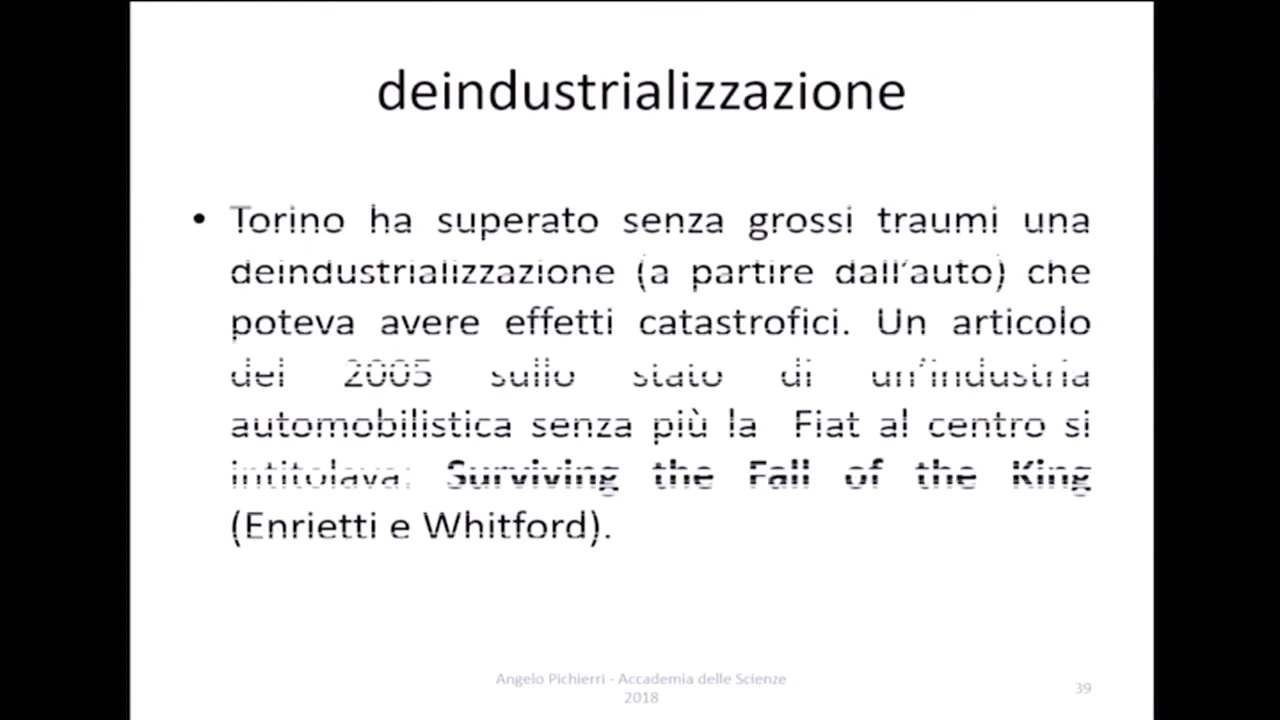 deindustrializzazione
• Torino ha superato senza grossi traumi una
deindustrializzazione (a partire dall'auto) che
poteva avere effetti catastrofici. Un articolo
del 2005 sullo stato di un'industria
automobilistica senza più la Fiat al centro si
intitolava: Surviving the Fall of the King
(Enrietti e Whitford).
Angelo Pichierri - Accademia delle Scienze
2018
39